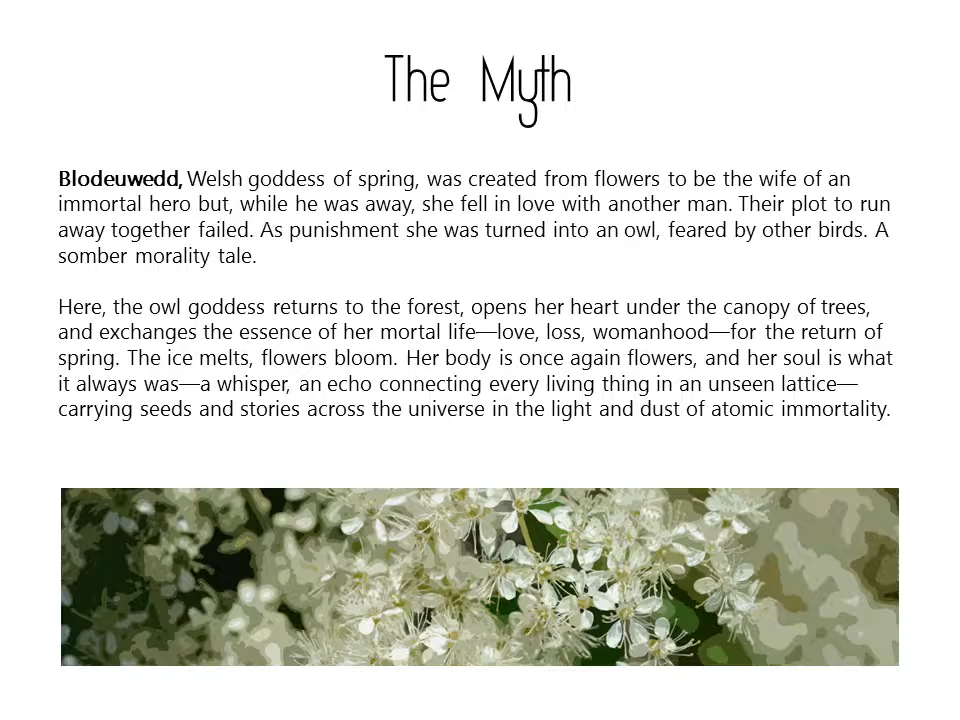 The Myth
Blodeuwedd, Welsh goddess of spring, was created from flowers to be the wife of an
immortal hero but, while he was away, she fell in love with another man. Their plot to run
away together failed. As punishment she was turned into an owl, feared by other birds. A
somber morality tale.
Here, the owl goddess returns to the forest, opens her heart under the canopy of trees,
and exchanges the essence of her mortal life—love, loss, womanhood—for the return of
spring. The ice melts, flowers bloom. Her body is once again flowers, and her soul is what
it always was—a whisper, an echo connecting every living thing in an unseen lattice—
carrying seeds and stories across the universe in the light and dust of atomic immortality.